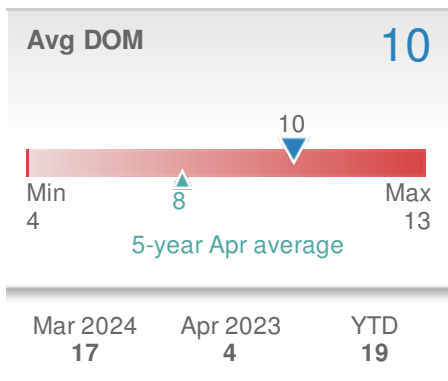 Avg DOM 10
10
Min Max
8
4 13
5-year Apr average
Mar 2024 Apr 2023 YTD
17 4 19